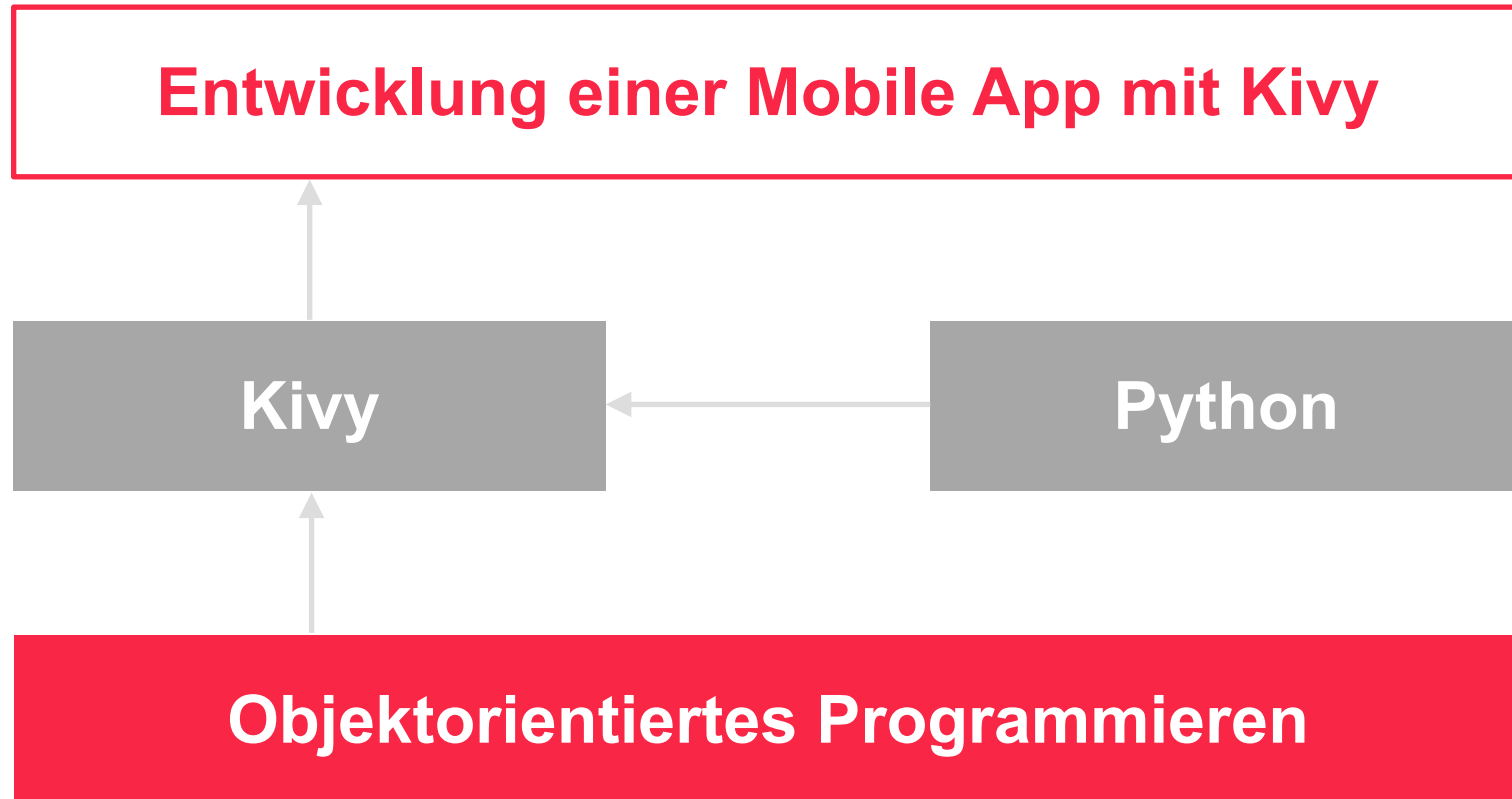 Entwicklung einer Mobile App mit Kivy
Kivy
Python
Objektorientiertes Programmieren